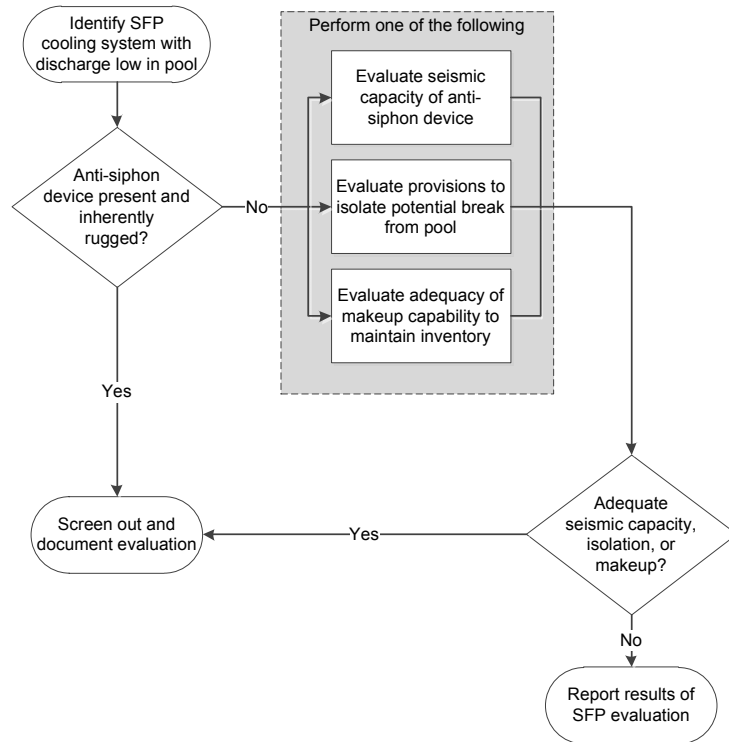 Identify SFP
cooling system with
discharge low in pool
Perform one of the following
Evaluate seismic
capacity of anti-
siphon device
Anti-siphon
device present and
inherently
rugged?
No
Evaluate provisions to
isolate potential break
from pool
Evaluate adequacy of
makeup capability to
maintain inventory
Yes
Screen out and
document evaluation
Yes
Adequate
seismic capacity,
isolation, or
makeup?
No
Report results of
SFP evaluation